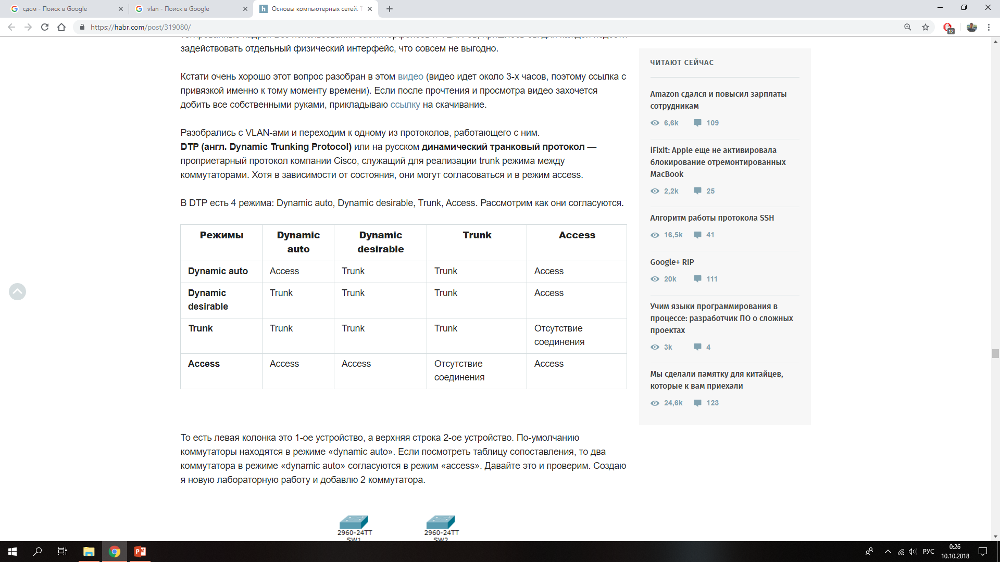 сдсм - Поиск в Google
vlan - Поиск в Google
Основы компьютерных сетей.
https://habr.com/post/319080/
12
задействовать отдельный физический интерфейс, что совсем не выгодно.
Кстати очень хорошо этот вопрос разобран в этом видео (видео идет около 3-х часов, поэтому ссылка с
привязкой именно к тому моменту времени). Если после прочтения и просмотра видео захочется
добить все собственными руками, прикладываю ссылку на скачивание.
Разобрались с VLAN-ами и переходим к одному из протоколов, работающего с ним.
DTP (англ. Dynamic Trunking Protocol) или на русском динамический транковый протокол —
проприетарный протокол компании Cisco, служащий для реализации trunk режима между
коммутаторами. Хотя в зависимости от состояния, они могут согласоваться и в режим access.
В DTP есть 4 режима: Dynamic auto, Dynamic desirable, Trunk, Access. Рассмотрим как они согласуются.
Режимы Dynamic auto Dynamic desirable Trunk Access
Dynamic auto Access Trunk Trunk Access
Dynamic desirable Trunk Trunk Trunk Access
Trunk Trunk Trunk Trunk Отсутствие соединения
Access Access Access Отсутствие соединения Access
То есть левая колонка это 1-ое устройство, а верхняя строка 2-ое устройство. По-умолчанию
коммутаторы находятся в режиме «dynamic auto». Если посмотреть таблицу сопоставления, то два
коммутатора в режиме «dynamic auto» согласуются в режим «access». Давайте это и проверим. Создаю
я новую лабораторную работу и добавлю 2 коммутатора.
2960-24TT
SW1
2960-24TT
SW2
ЧИТАЮТ СЕЙЧАС
Amazon сдался и повысил зарплаты
сотрудникам
6,6k 109
iFixit: Apple еще не активировала
блокирование отремонтированных
MacBook
2,2k 25
Алгоритм работы протокола SSH
16,5k 41
Google+ RIP
20k 111
Учим языки программирования в
процессе: разработчик ПО о сложных
проектах
3k 4
Мы сделали памятку для китайцев,
которые к вам приехали
24,6k 123
РУС
0:26
10.10.2018